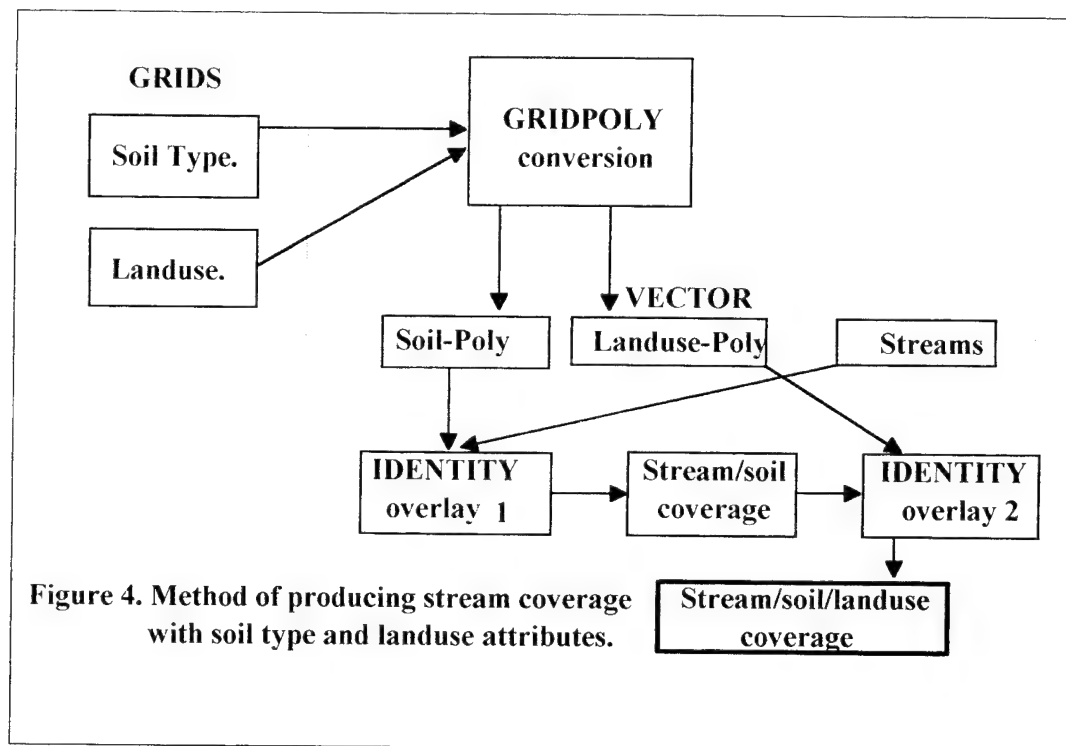 GRIDS
Soil Type.
Landuse.
GRIDPOLY
conversion
VECTOR
Soil-Poly
Landuse-Poly
Streams
IDENTITY
overlay 1
Stream/soil
coverage
IDENTITY
overlay 2
Stream/soil/landuse
coverage
Figure 4. Method of producing stream coverage
with soil type and landuse attributes.